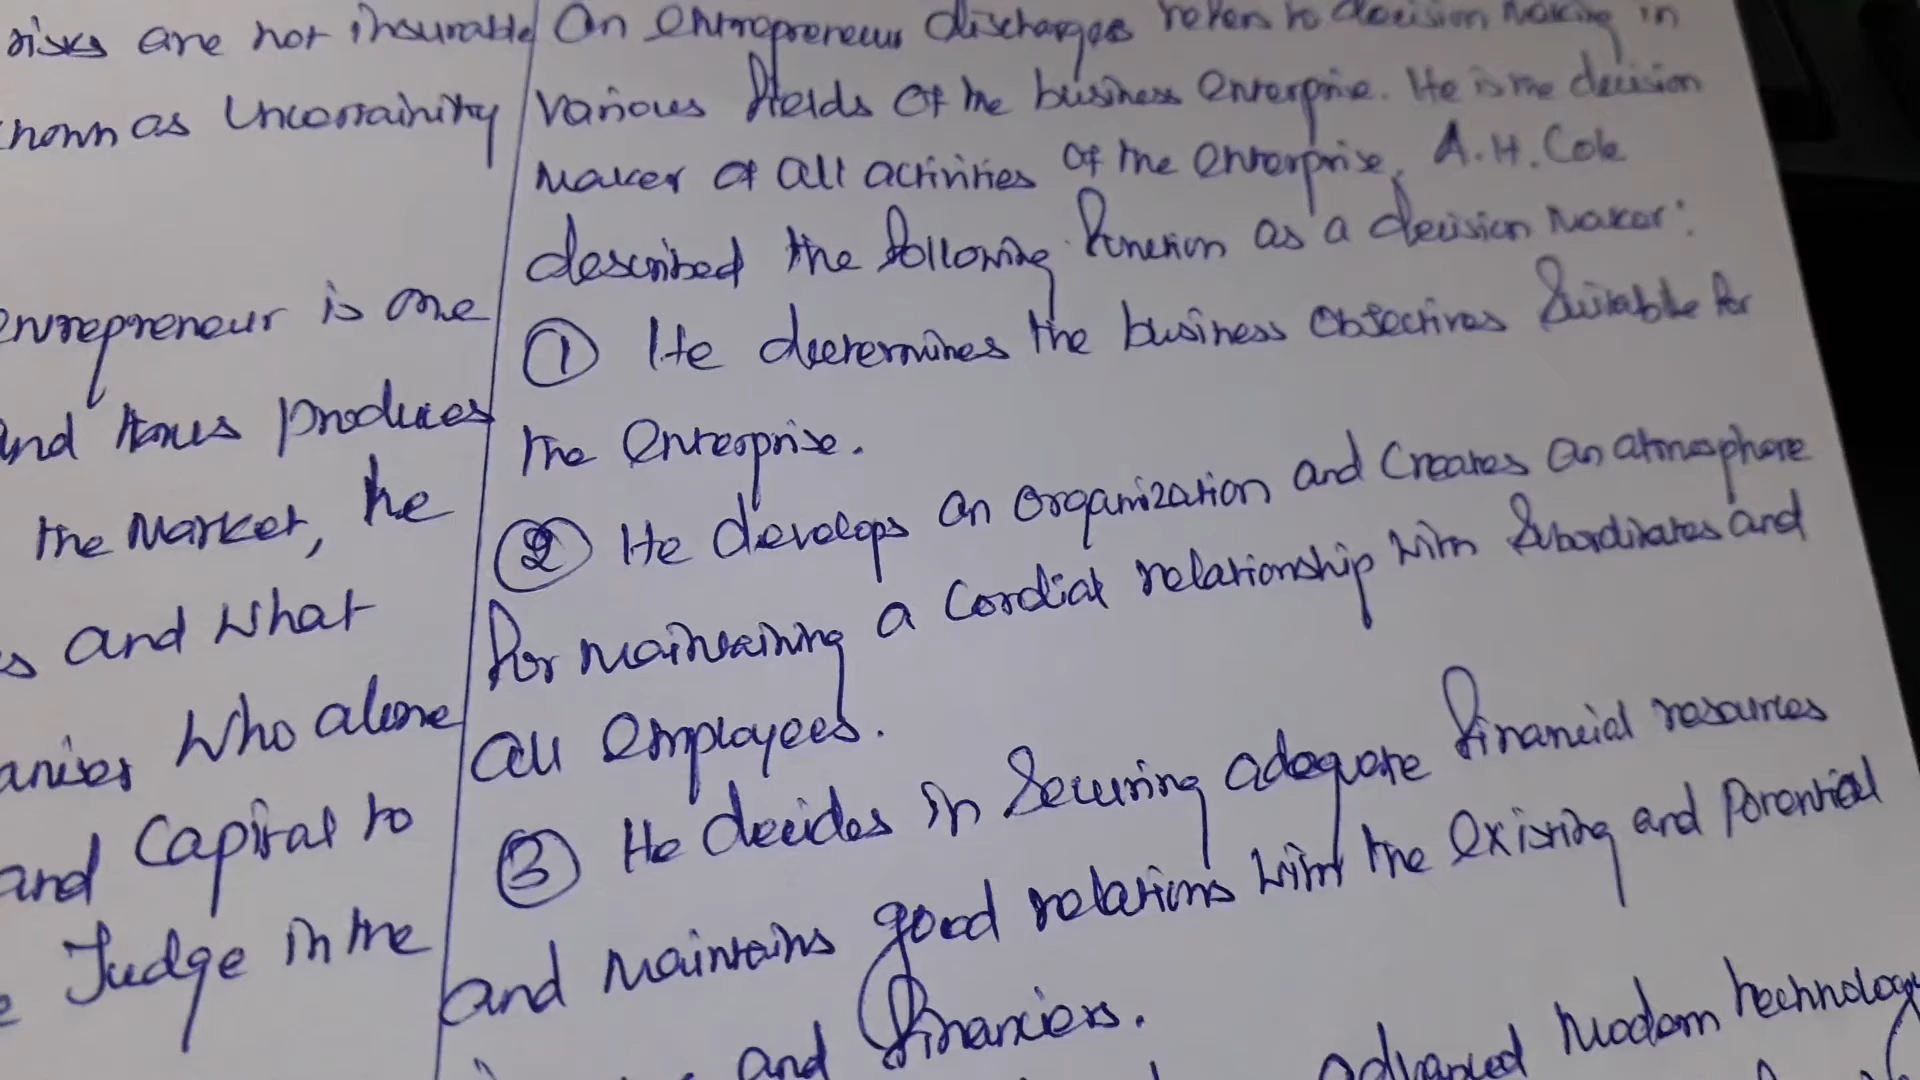 risks are not insurable
known as Uncertainity
entrepreneur is one
and thus produces
the Market, he
s and what
aniser who alone
and Capital to
Judge in the
An entrepreneur discharges refers to decision Making in
various fields of the business enterprise. He is the decision
Maker of all activities of the enterprise. A.H. Cole
described the following function as a decision Maker:
① He determines the business objectives Suitable for
the enterprise.
② He develops an organization and creates an atmosphere
for maintaining a cordial relationship with Subordinates and
all employees.
③ He decides in Securing adequate financial resources
and maintains good relations with the existing and potential
and financiers.
advanced Modern technology